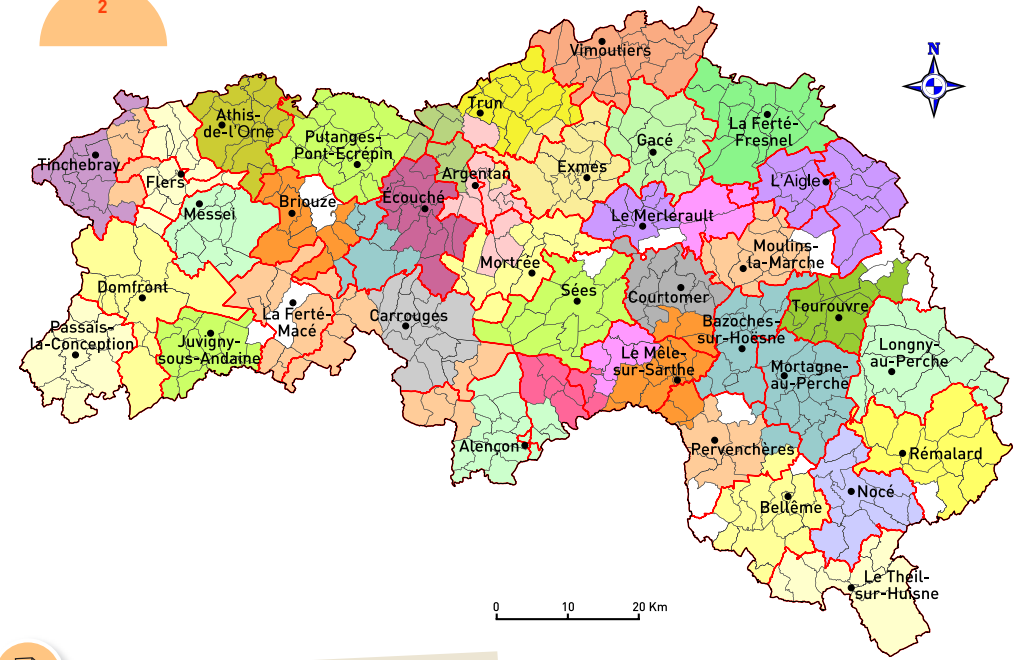 2
N
Vimoutiers
Trun
Athis-
de-l'Orne
Putanges-
Pont-Ecrépin
La Ferté-
Fresnel
Gacé
Tinchebray
Flers
Exmes
Argentan
L'Aigle
Écouché
Briouze
Messei
Le Merlerault
Moulins-
la-Marche
Mortrée
Domfront
Sées
Courtomer
Tourouvre
La Ferté-
Macé
Carrouges
Passais-
la-Conception
Juvigny-
sous-Andaine
Bazoches-
sur-Hoesne
Le Mêle-
sur-Sarthe
Longny-
au-Perche
Mortagne-
au-Perche
Alençon
Pervenchères
Rémalard
Nocé
Bellême
Le Theil-
sur-Huisne
0 10 20 Km